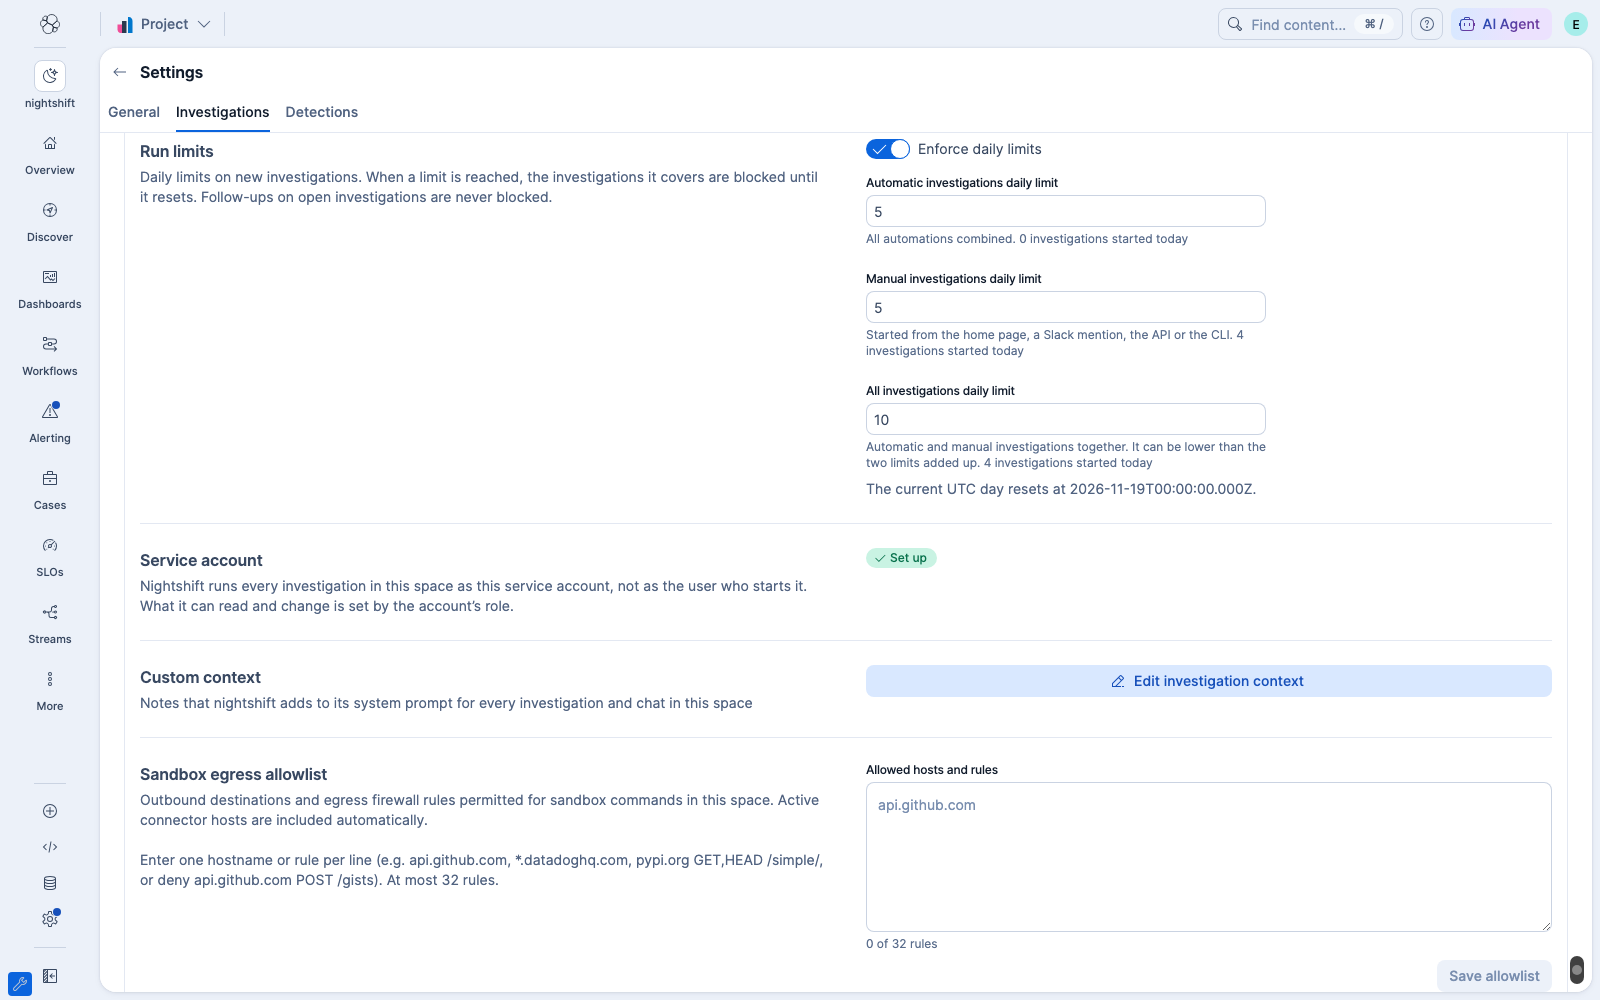 Project
Find content...
⌘ /
AI Agent
E
nightshift
Overview
Discover
Dashboards
Workflows
Alerting
Cases
SLOs
Streams
More
Settings
General
Investigations
Detections
Run limits
Daily limits on new investigations. When a limit is reached, the investigations it covers are blocked until
it resets. Follow-ups on open investigations are never blocked.
Enforce daily limits
Automatic investigations daily limit
5
All automations combined. 0 investigations started today
Manual investigations daily limit
5
Started from the home page, a Slack mention, the API or the CLI. 4
investigations started today
All investigations daily limit
10
Automatic and manual investigations together. It can be lower than the
two limits added up. 4 investigations started today
The current UTC day resets at 2026-11-19T00:00:00.000Z.
Service account
Nightshift runs every investigation in this space as this service account, not as the user who starts it.
What it can read and change is set by the account's role.
Set up
Custom context
Notes that nightshift adds to its system prompt for every investigation and chat in this space
Edit investigation context
Sandbox egress allowlist
Outbound destinations and egress firewall rules permitted for sandbox commands in this space. Active
connector hosts are included automatically.
Enter one hostname or rule per line (e.g. api.github.com, *.datadoghq.com, pypi.org GET,HEAD /simple/,
or deny api.github.com POST /gists). At most 32 rules.
Allowed hosts and rules
api.github.com
0 of 32 rules
Save allowlist